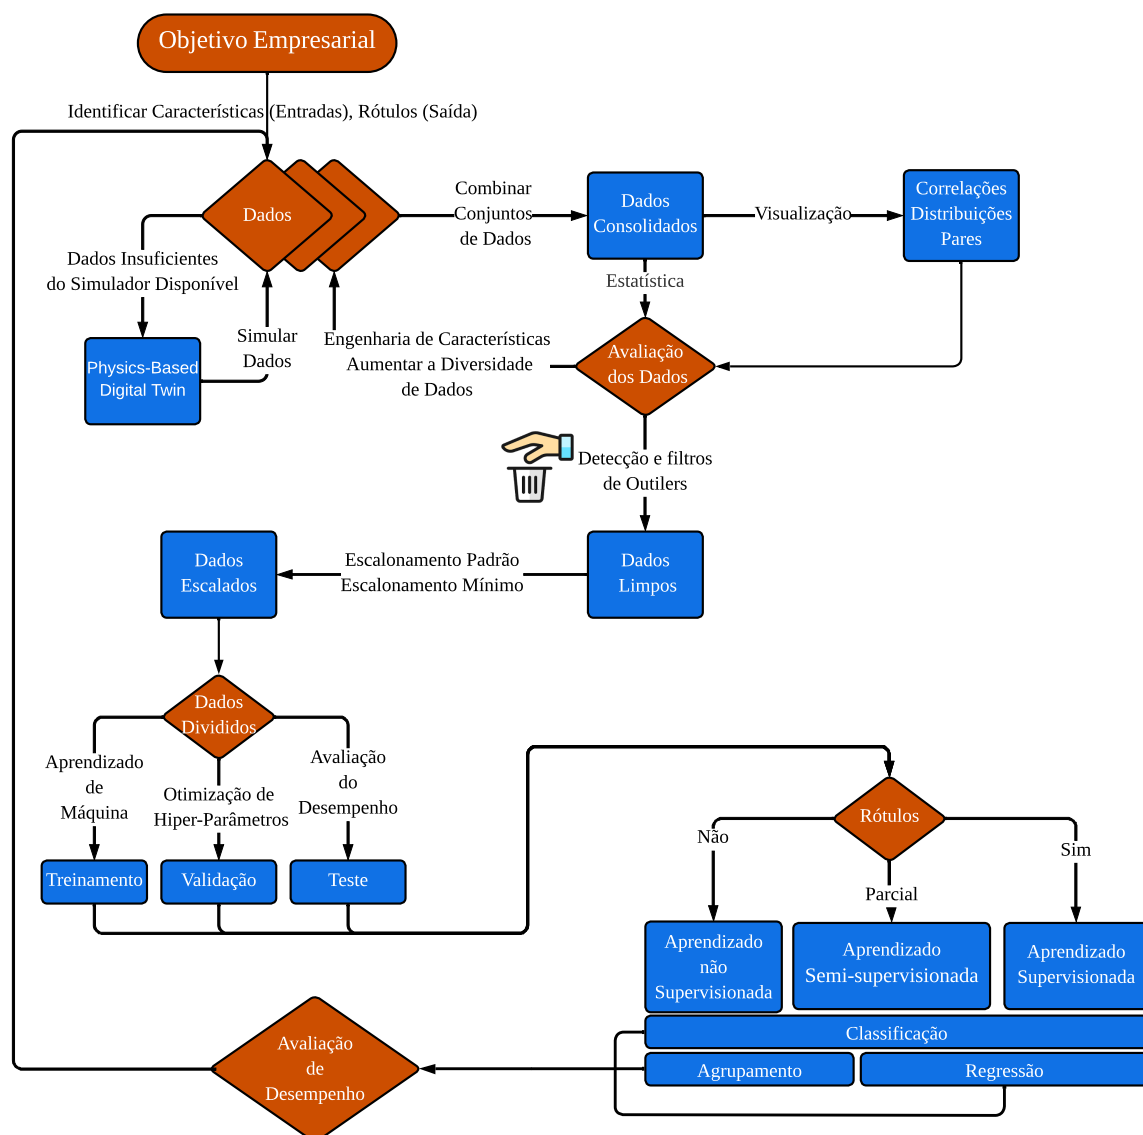 Objetivo Empresarial
Identificar Características (Entradas), Rótulos (Saída)
Dados
Combinar
Conjuntos
de Dados
Dados
Consolidados
Visualização
Correlações
Distribuições
Pares
Dados Insuficientes
do Simulador Disponível
Estatística
Physics-Based
Digital Twin
Simular
Dados
Engenharia de Características
Aumentar a Diversidade
de Dados
Avaliação
dos Dados
Detecção e filtros
de Outilers
Dados
Escalados
Escalonamento Padrão
Escalonamento Mínimo
Dados
Limpos
Dados
Divididos
Aprendizado
de
Máquina
Otimização de
Hiper-Parâmetros
Avaliação
do
Desempenho
Treinamento
Validação
Teste
Rótulos
Não
Parcial
Sim
Aprendizado
não
Supervisionada
Aprendizado
Semi-supervisionada
Aprendizado
Supervisionada
Classificação
Agrupamento
Regressão
Avaliação
de
Desempenho